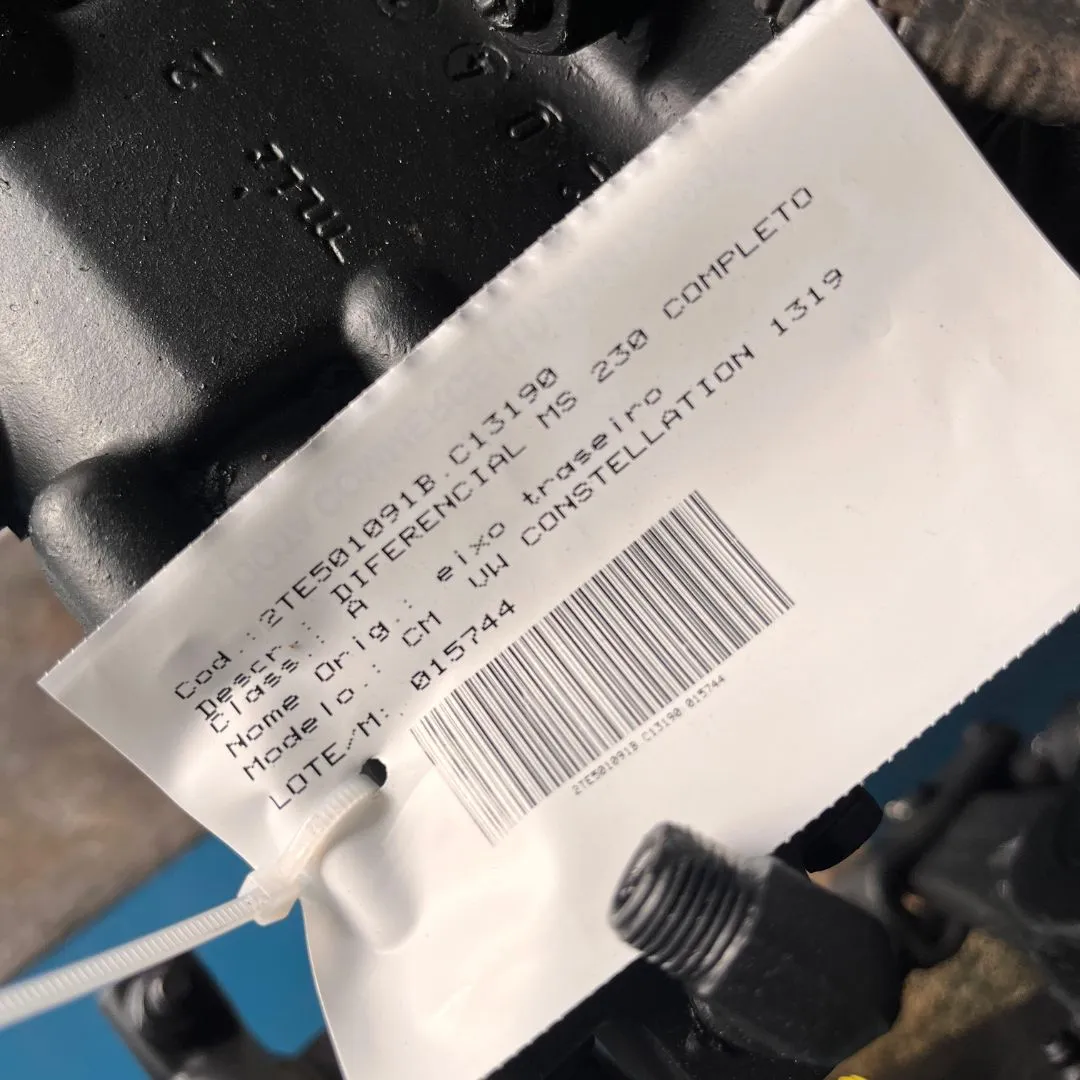 Cod.:2TE501091B.C13190
Descr.: DIFERENCIAL MS 230 COMPLETO
Class.: A
Nome Orig.: eixo traseiro
Modelo.: CM VW CONSTELLATION 1319
LOTE/M: 015744
2TE501091B C13190 015744